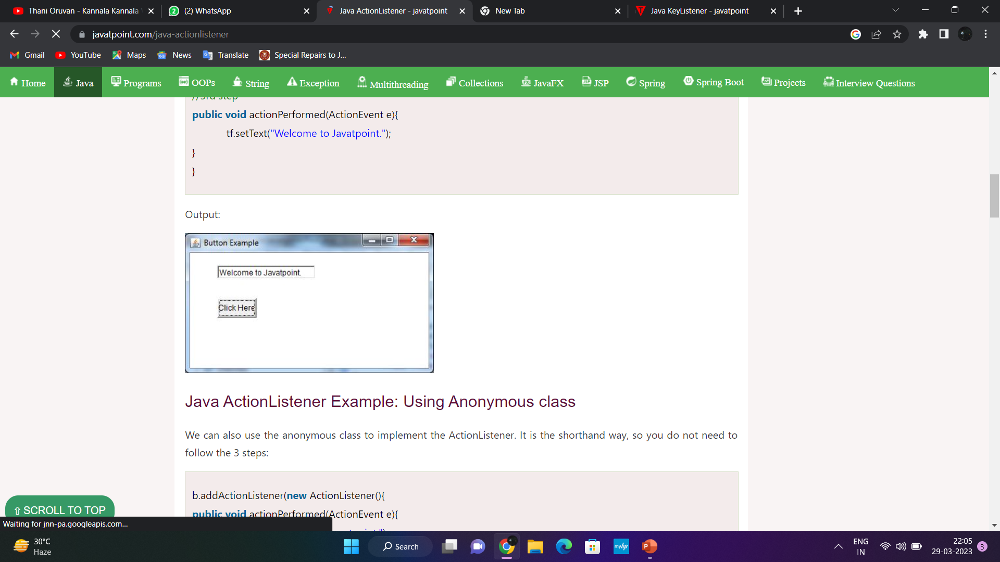 Thani Oruvan - Kannala Kannala
(2) WhatsApp
Java ActionListener - javatpoint
New Tab
Java KeyListener - javatpoint
javatpoint.com/java-actionlistener
Gmail YouTube Maps News Translate Special Repairs to J...
Home Java Programs OOPs String Exception Multithreading Collections JavaFX JSP Spring Spring Boot Projects Interview Questions
//3rd step
public void actionPerformed(ActionEvent e){
tf.setText("Welcome to Javatpoint.");
}
}
Output:
Button Example
Welcome to Javatpoint.
Click Here
Java ActionListener Example: Using Anonymous class
We can also use the anonymous class to implement the ActionListener. It is the shorthand way, so you do not need to
follow the 3 steps:
b.addActionListener(new ActionListener(){
public void actionPerformed(ActionEvent e){
⇧ SCROLL TO TOP
Waiting for jnn-pa.googleapis.com...
30°C
Haze
Search
myhp
ENG
IN
22:05
29-03-2023
3